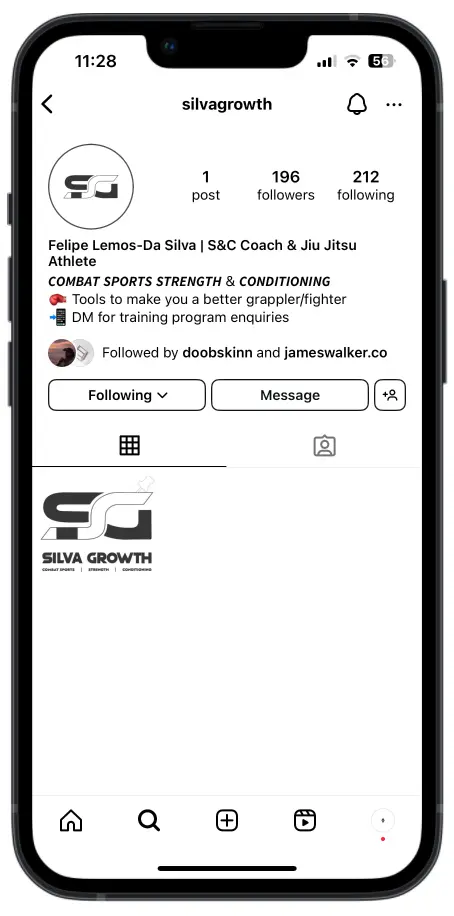 11:28
56
silvagrowth
SG
1
196
212
post
followers
following
Felipe Lemos-Da Silva | S&C Coach & Jiu Jitsu
Athlete
COMBAT SPORTS STRENGTH & CONDITIONING
🥊 Tools to make you a better grappler/fighter
📲 DM for training program enquiries
Followed by doobskinn and jameswalker.co
Following
Message
SG
SILVA GROWTH
COMBAT SPORTS | STRENGTH | CONDITIONING